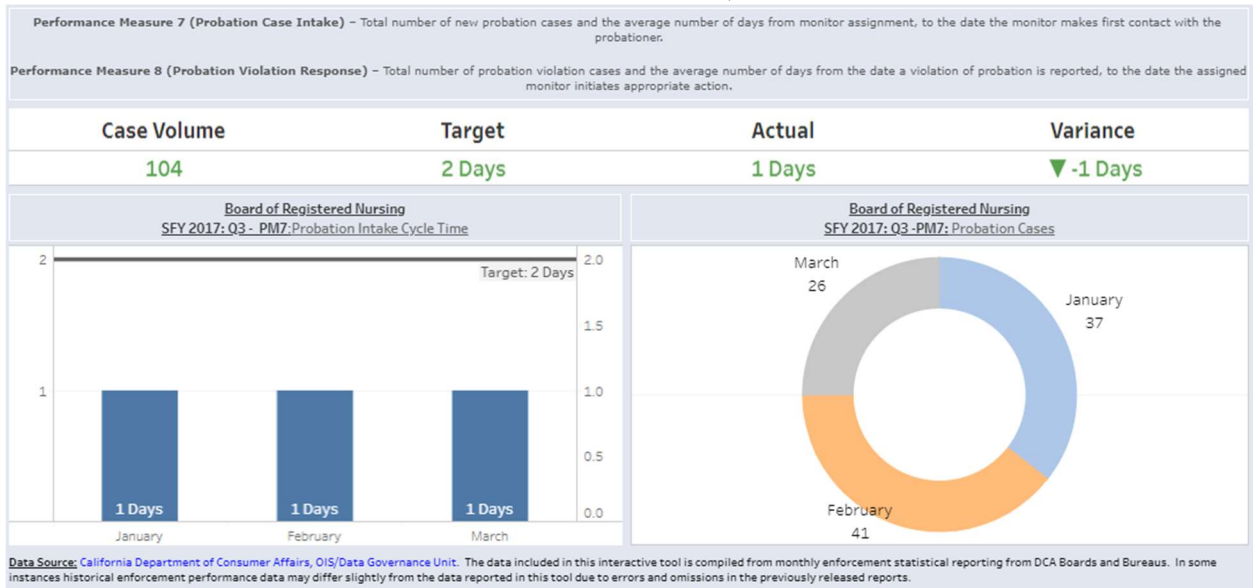 Performance Measure 7 (Probation Case Intake) – Total number of new probation cases and the average number of days from monitor assignment, to the date the monitor makes first contact with the
probationer.
Performance Measure 8 (Probation Violation Response) – Total number of probation violation cases and the average number of days from the date a violation of probation is reported, to the date the assigned
monitor initiates appropriate action.
Case Volume Target Actual Variance
104 2 Days 1 Days ▼ -1 Days
Board of Registered Nursing
SFY 2017: Q3 - PM7:Probation Intake Cycle Time
2
1
Target: 2 Days
2.0
1.5
1.0
0.5
0.0
1 Days 1 Days 1 Days
January February March
Board of Registered Nursing
SFY 2017: Q3 -PM7: Probation Cases
March
26
January
37
February
41
Data Source: California Department of Consumer Affairs, OIS/Data Governance Unit. The data included in this interactive tool is compiled from monthly enforcement statistical reporting from DCA Boards and Bureaus. In some
instances historical enforcement performance data may differ slightly from the data reported in this tool due to errors and omissions in the previously released reports.